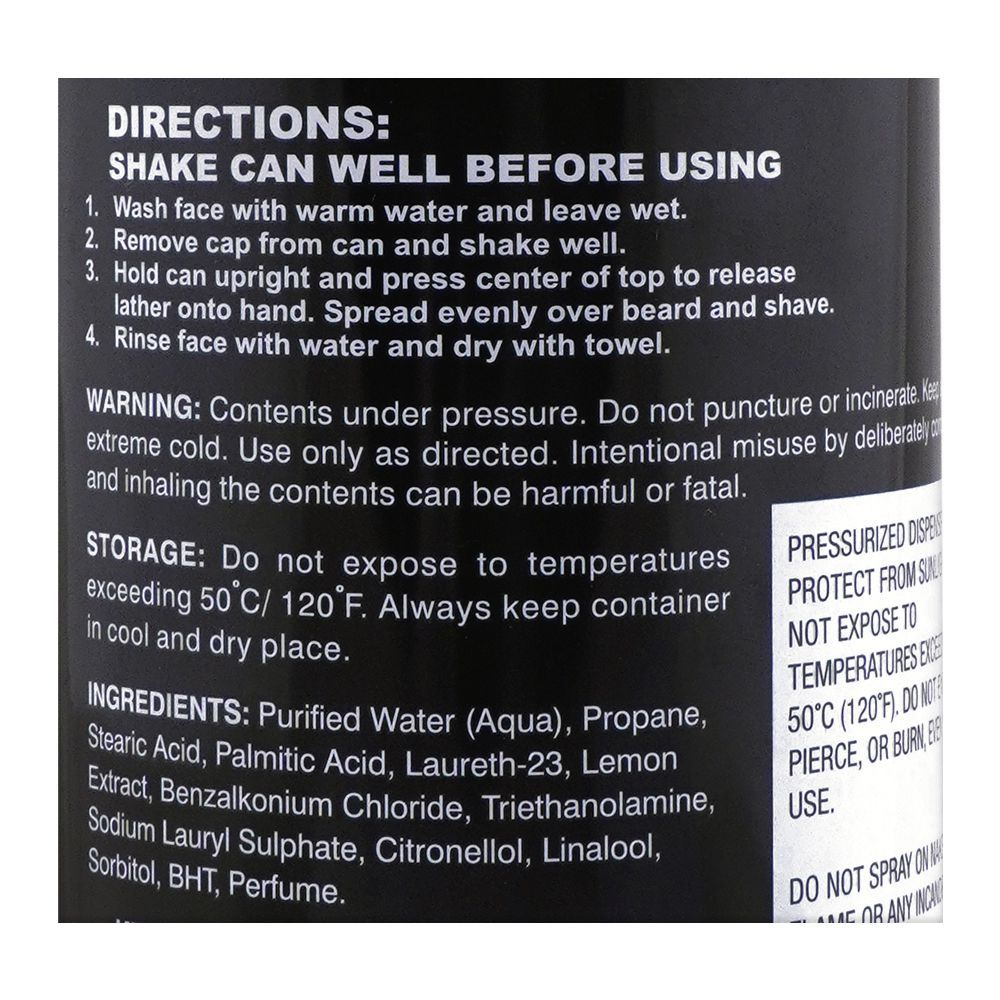 DIRECTIONS:
SHAKE CAN WELL BEFORE USING
1. Wash face with warm water and leave wet.
2. Remove cap from can and shake well.
3. Hold can upright and press center of top to release
lather onto hand. Spread evenly over beard and shave.
4. Rinse face with water and dry with towel.
WARNING: Contents under pressure. Do not puncture or incinerate. Keep
extreme cold. Use only as directed. Intentional misuse by deliberately
and inhaling the contents can be harmful or fatal.
STORAGE: Do not expose to temperatures
exceeding 50°C/ 120°F. Always keep container
in cool and dry place.
INGREDIENTS: Purified Water (Aqua), Propane,
Stearic Acid, Palmitic Acid, Laureth-23, Lemon
Extract, Benzalkonium Chloride, Triethanolamine,
Sodium Lauryl Sulphate, Citronellol, Linalool,
Sorbitol, BHT, Perfume.
PRESSURIZED
PROTECT FROM
NOT EXPOSE TO
TEMPERATURES
50°C (120°F). DO NOT
PIERCE, OR BURN,
USE.
DO NOT SPRAY ON
FLAME OR ANY